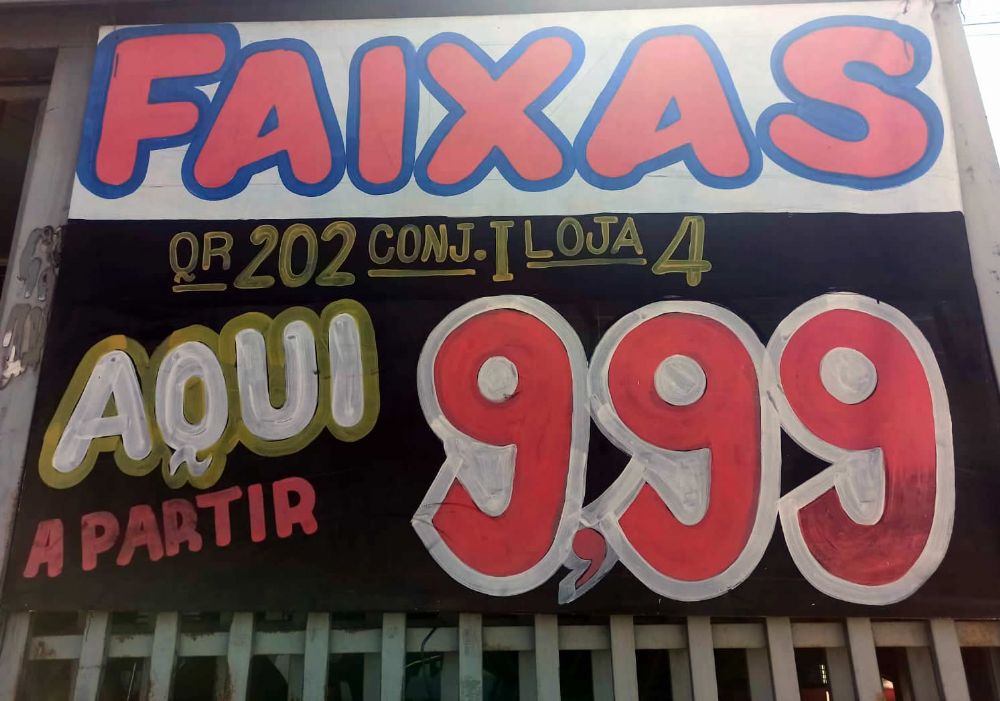 FAIXAS
QR 202 CONJ. I LOJA 4
AQUI
A PARTIR
9,99